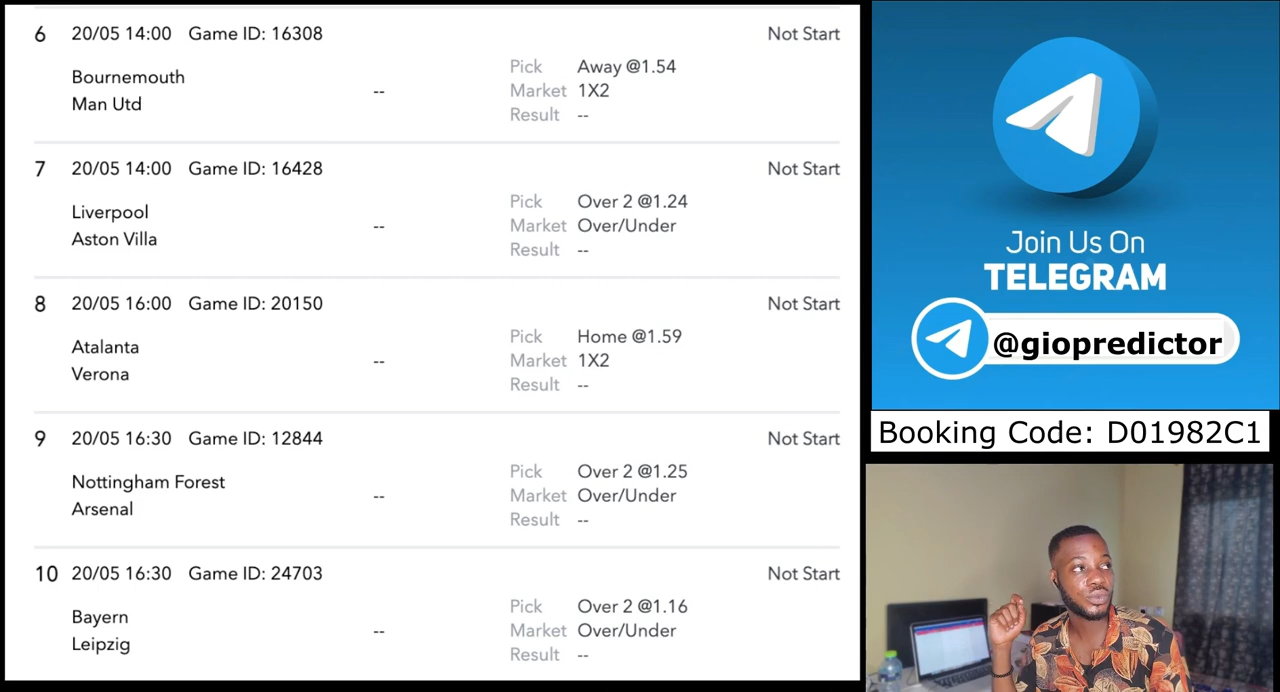 6 20/05 14:00 Game ID: 16308 Not Start
Bournemouth
Man Utd
--
Pick Away @1.54
Market 1X2
Result --
7 20/05 14:00 Game ID: 16428 Not Start
Liverpool
Aston Villa
--
Pick Over 2 @1.24
Market Over/Under
Result --
8 20/05 16:00 Game ID: 20150 Not Start
Atalanta
Verona
--
Pick Home @1.59
Market 1X2
Result --
9 20/05 16:30 Game ID: 12844 Not Start
Nottingham Forest
Arsenal
--
Pick Over 2 @1.25
Market Over/Under
Result --
10 20/05 16:30 Game ID: 24703 Not Start
Bayern
Leipzig
--
Pick Over 2 @1.16
Market Over/Under
Result --
Join Us On
TELEGRAM
@giopredictor
Booking Code: D01982C1